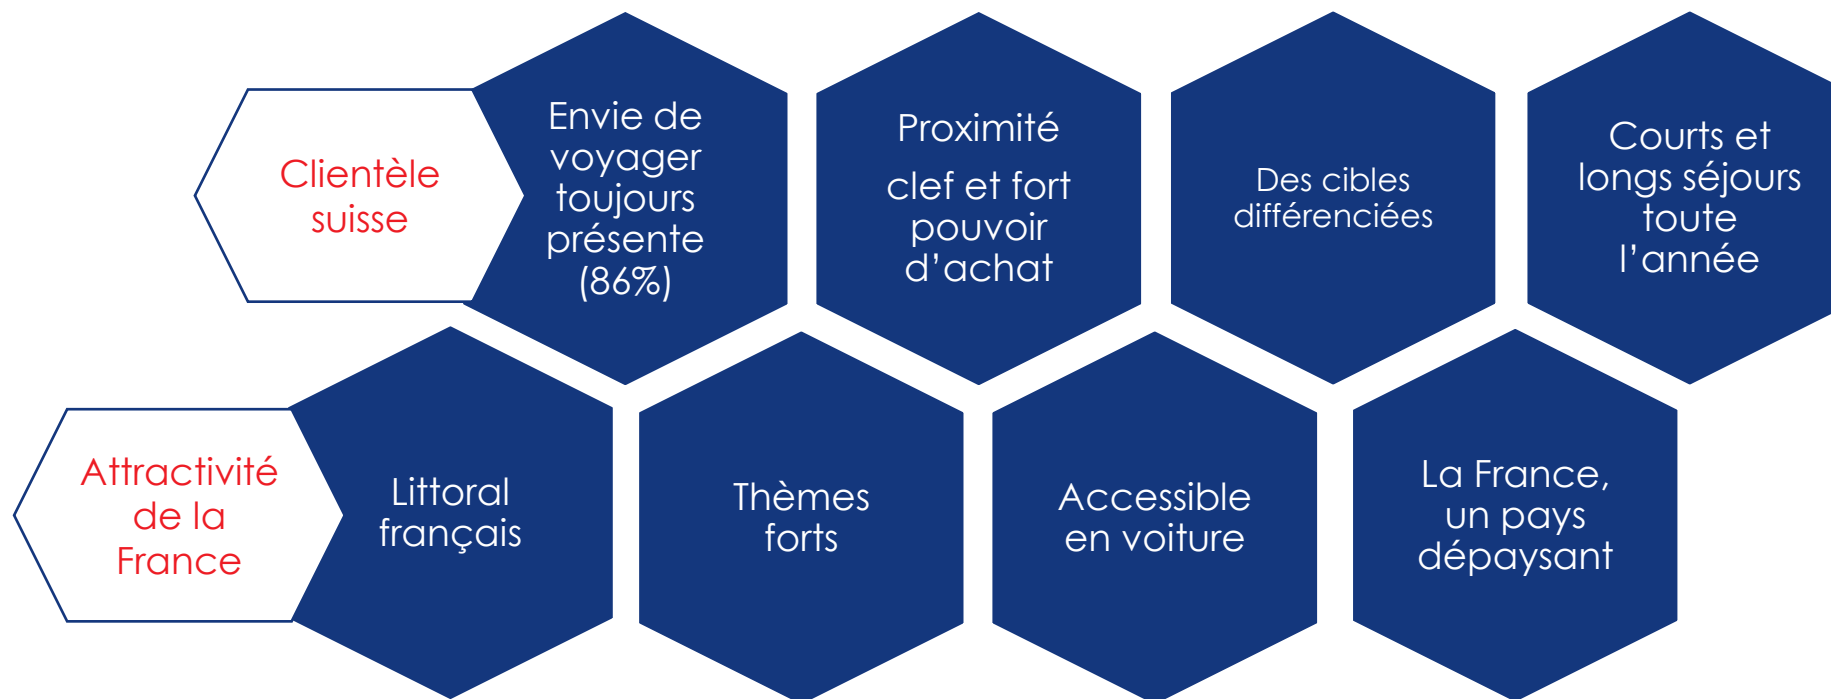 Clientèle
suisse
Envie de
voyager
toujours
présente
(86%)
Proximité
clef et fort
pouvoir
d’achat
Des cibles
différenciées
Courts et
longs séjours
toute
l’année
Attractivité
de la
France
Littoral
français
Thèmes
forts
Accessible
en voiture
La France,
un pays
dépaysant